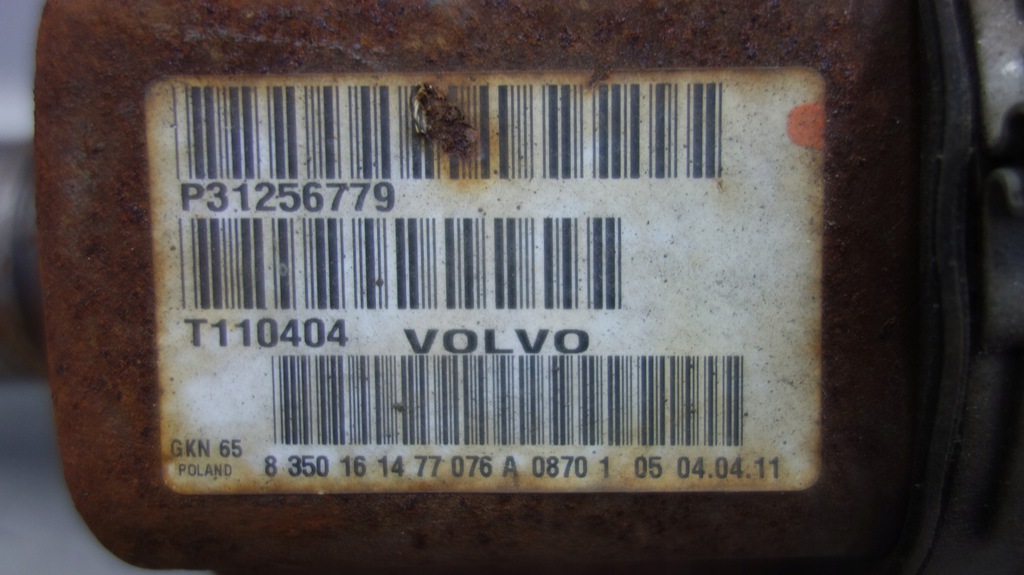 P31256779
T110404 VOLVO
GKN 65
POLAND
8 350 16 14 77 076 A 0870 1 05 04.04.11